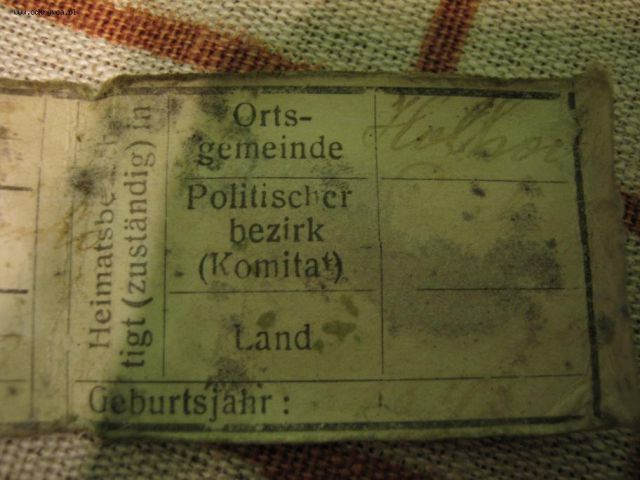 Heimatsbe
tigt (zuständig) in
Orts-
gemeinde
Politischer
bezirk
(Komitat)
Land
Geburtsjahr :